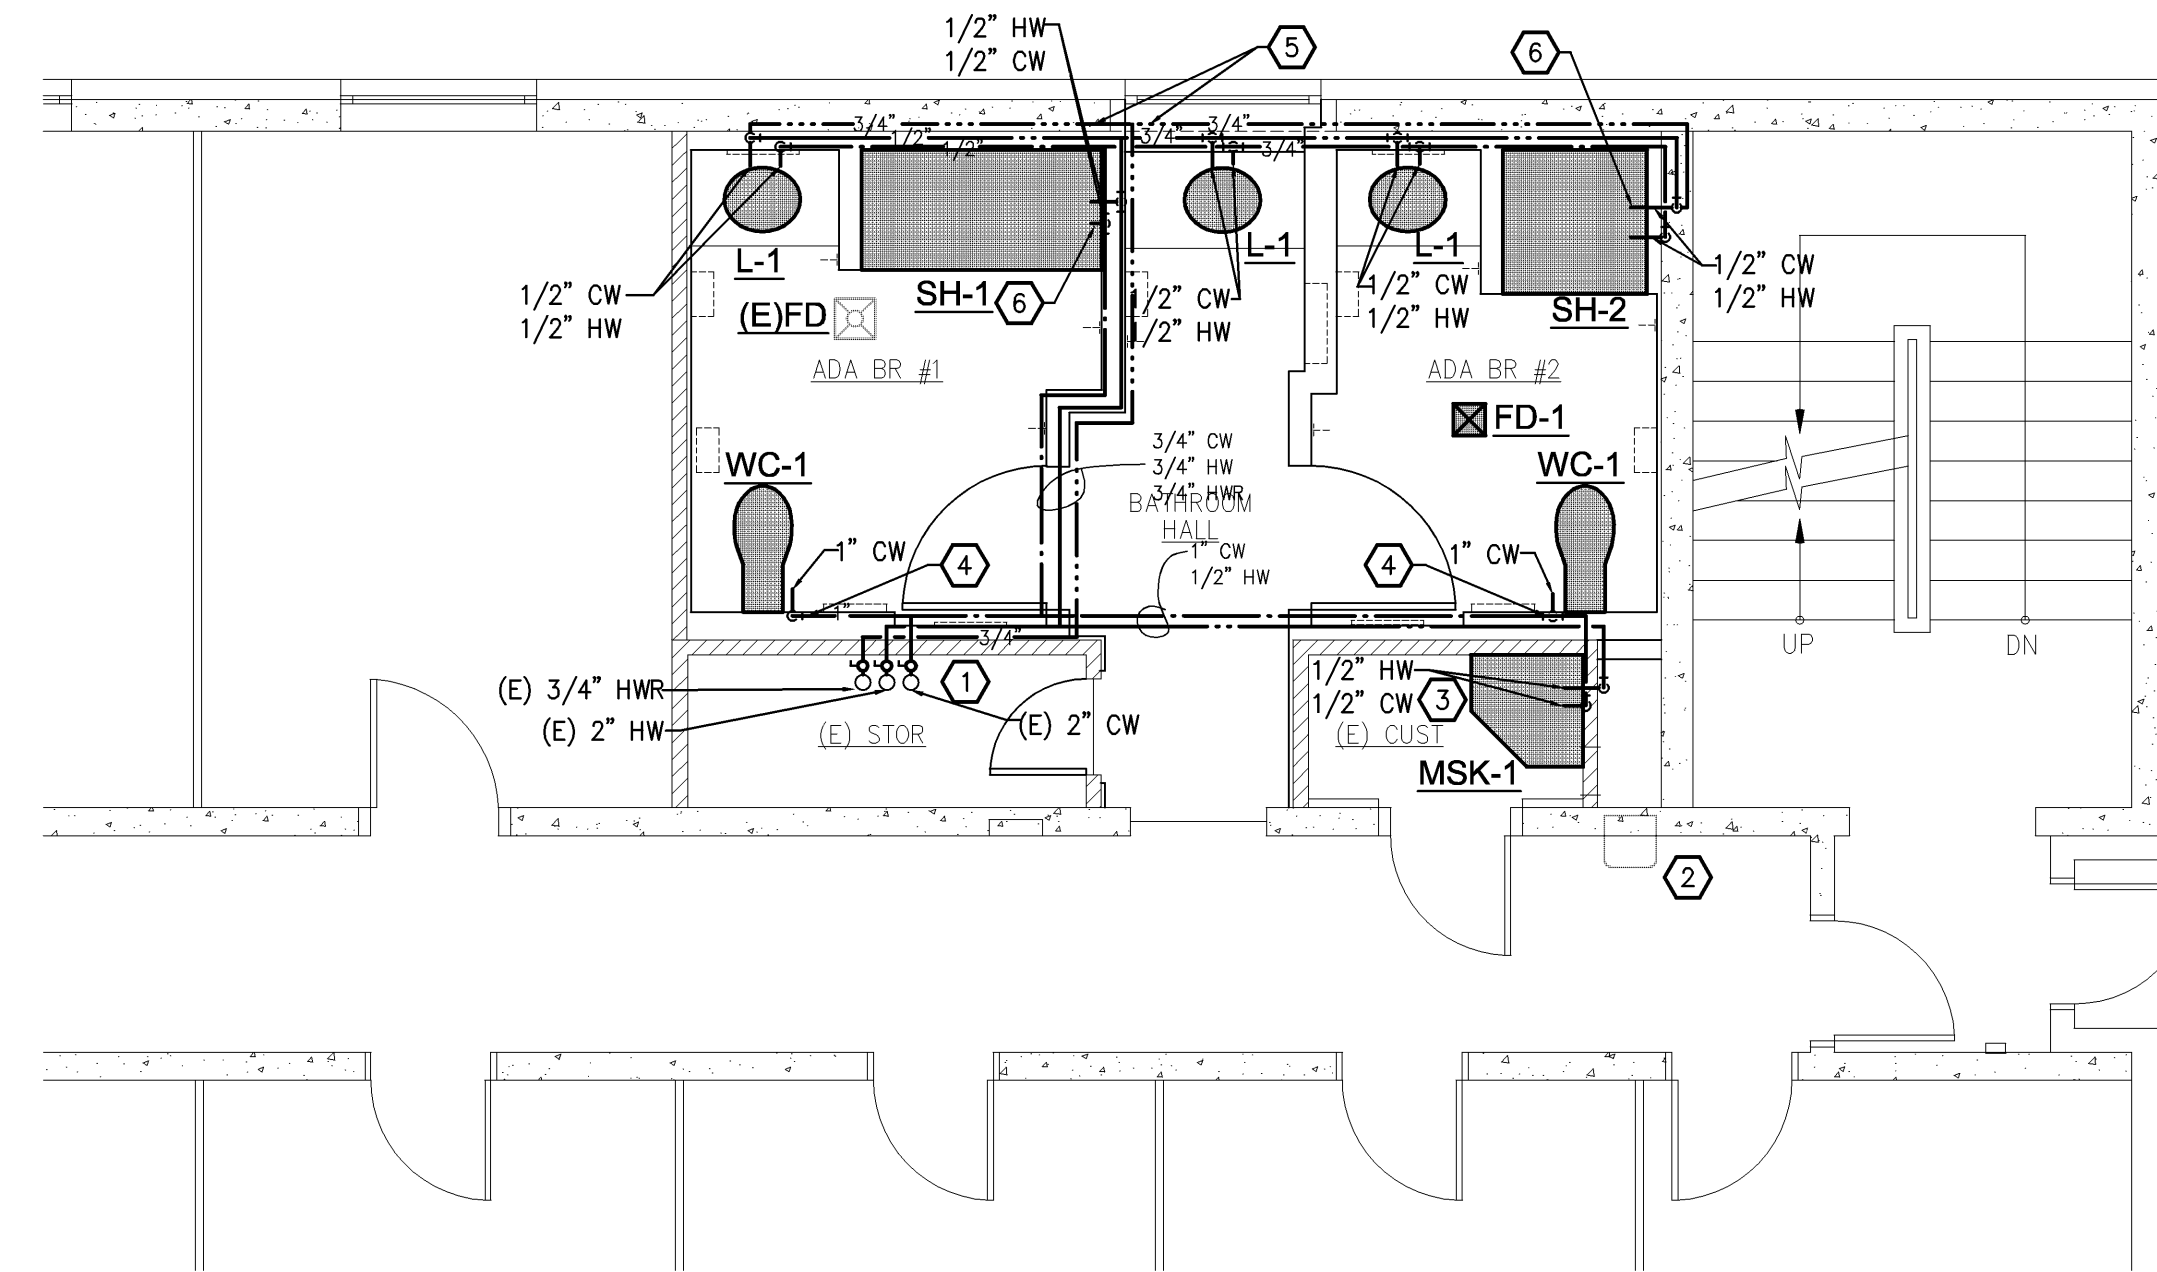 1/2" HW
1/2" CW
5
6
3/4"
3/4"
1/2"
3/4"
1/2"
3/4"
L-1
L-1
L-1
1/2" CW
1/2" HW
(E)FD
SH-1
6
1/2" CW
1/2" HW
1/2" CW
1/2" HW
SH-2
1/2" CW
1/2" HW
ADA BR #1
ADA BR #2
FD-1
WC-1
3/4" CW
3/4" HW
3/4" HWR
WC-1
BATHROOM
HALL
1" CW
4
1" CW
1/2" HW
4
1" CW
1"
3/4"
UP
DN
(E) 3/4" HWR
(E) 2" HW
1
(E) 2" CW
(E) STOR
1/2" HW
1/2" CW
3
(E) CUST
MSK-1
2